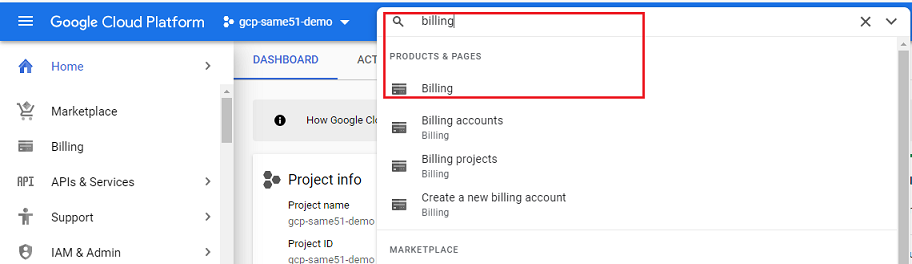 Google Cloud Platform
gcp-same51-demo
billing
Home
DASHBOARD
ACT
PRODUCTS & PAGES
Billing
Marketplace
How Google Clo
Billing accounts
Billing
Billing
Billing projects
Billing
API
APIs & Services
Project info
Create a new billing account
Billing
Project name
gcp-same51-demo
Support
Project ID
gcp-same51-demo
MARKETPLACE
IAM & Admin